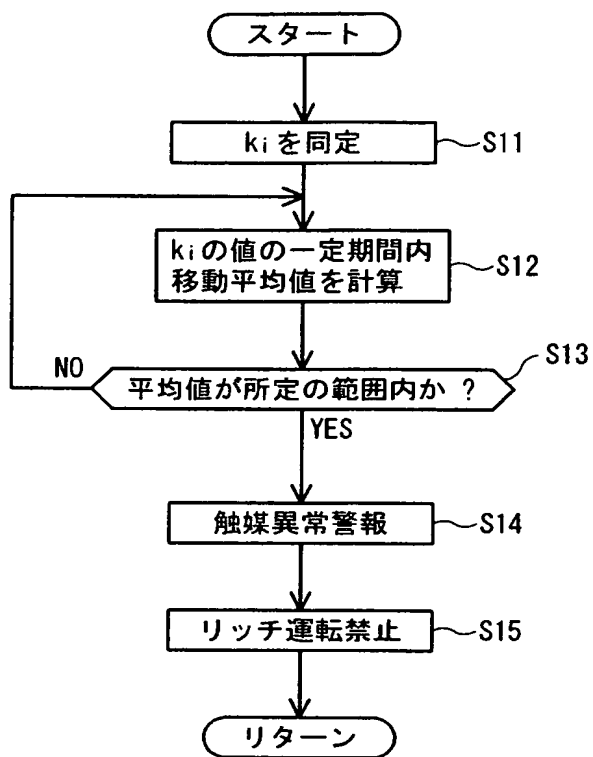 スタート
kiを同定
S11
kiの値の一定期間内
移動平均値を計算
S12
平均値が所定の範囲内か ?
S13
NO
YES
触媒異常警報
S14
リッチ運転禁止
S15
リターン